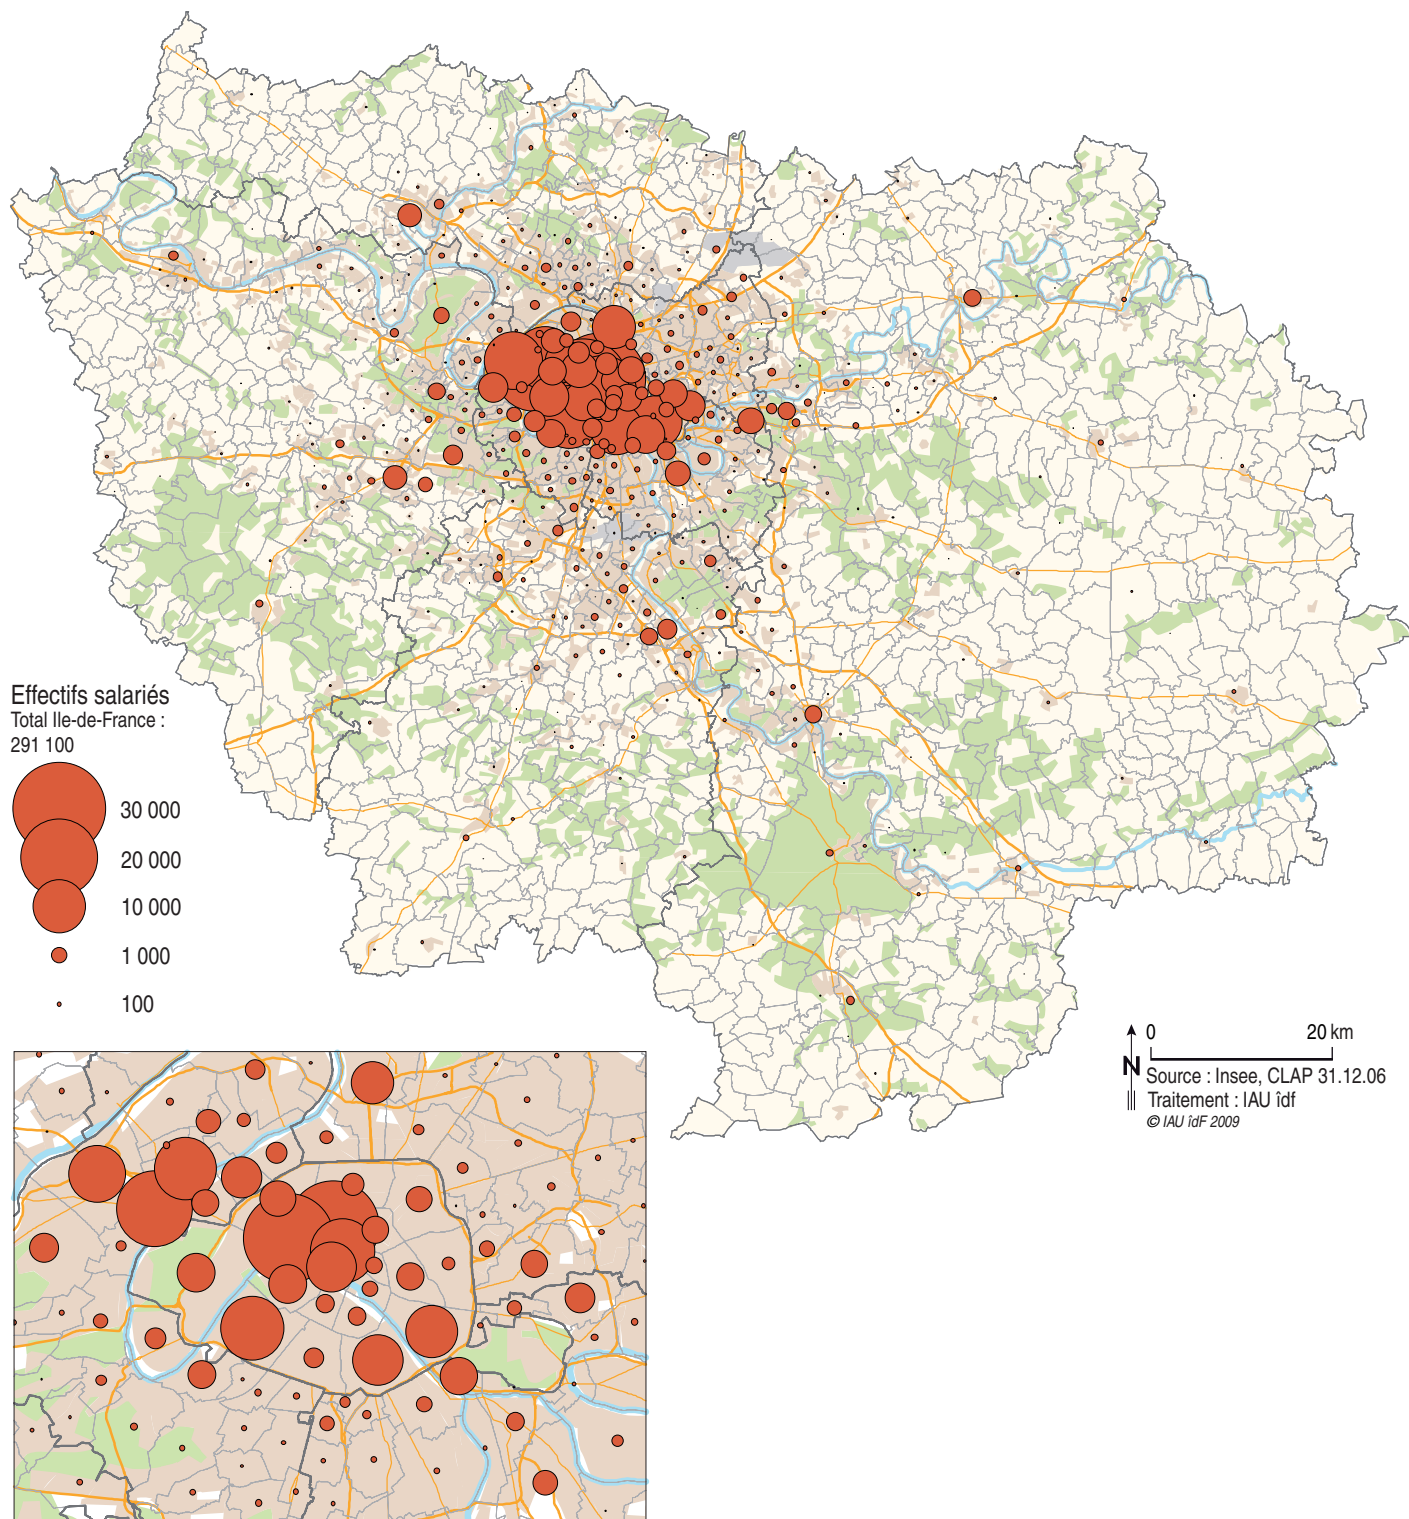 Effectifs salariés
Total Ile-de-France :
291 100
30 000
20 000
10 000
1 000
100
0 20 km
N
Source : Insee, CLAP 31.12.06
Traitement : IAU îdf
© IAU îdF 2009